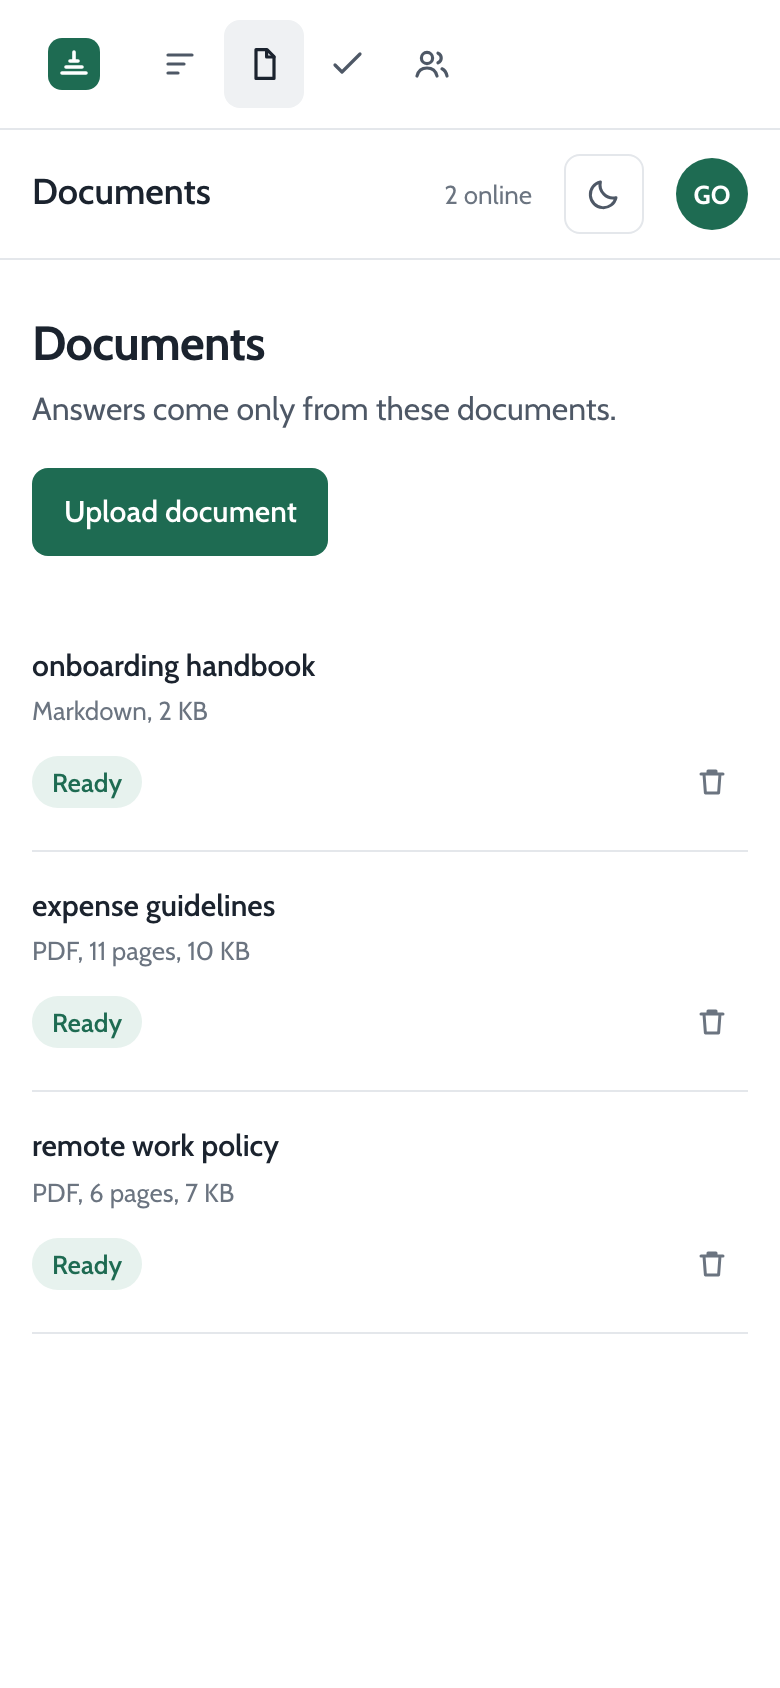 Documents
2 online
GO
Documents
Answers come only from these documents.
Upload document
onboarding handbook
Markdown, 2 KB
Ready
expense guidelines
PDF, 11 pages, 10 KB
Ready
remote work policy
PDF, 6 pages, 7 KB
Ready